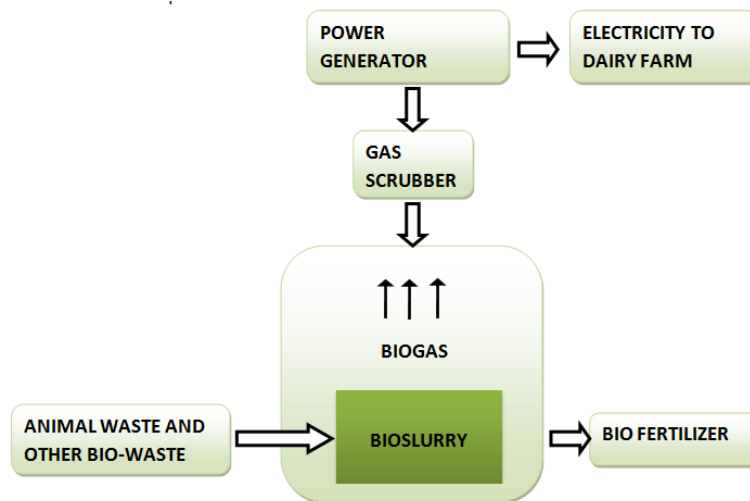 POWER
GENERATOR
ELECTRICITY TO
DAIRY FARM
GAS
SCRUBBER
BIOGAS
ANIMAL WASTE AND
OTHER BIO-WASTE
BIOSLURRY
BIO FERTILIZER